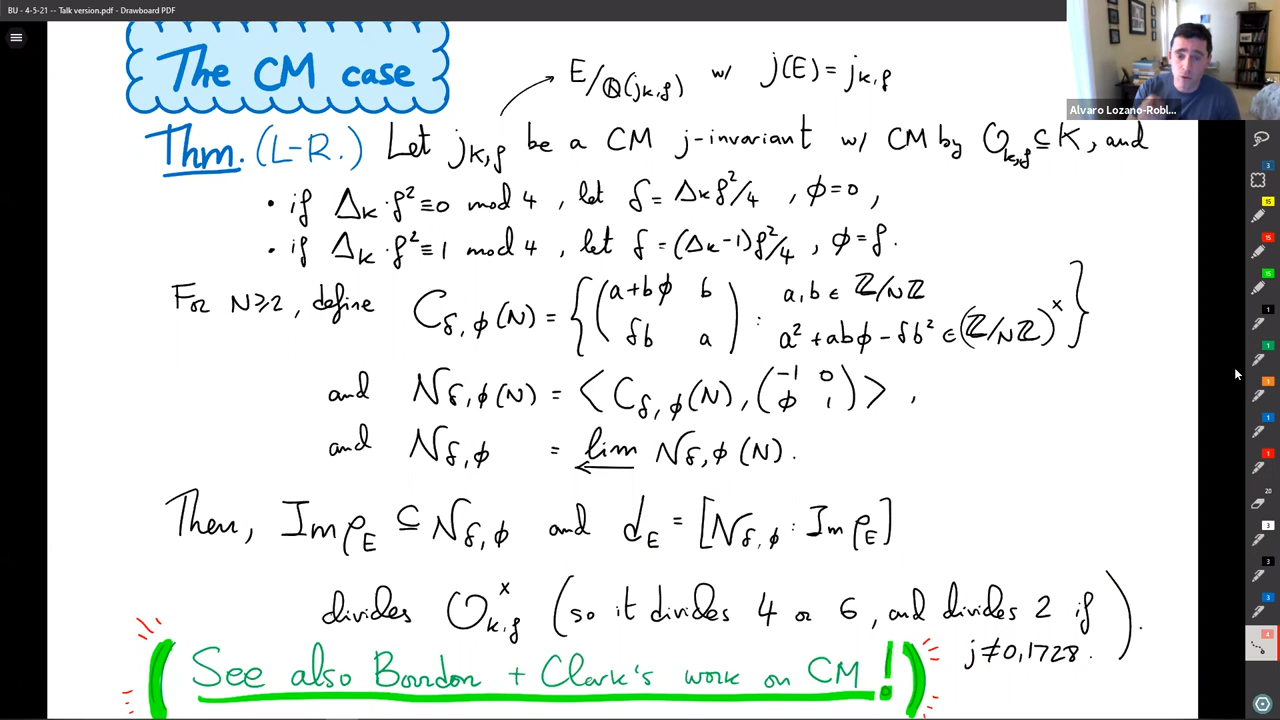 BU - 4-5-21 -- Talk version.pdf - Drawboard PDF
The CM case
E/ℚ(j_{K,f}) w/ j(E) = j_{K,f}
Alvaro Lozano-Robl...
Thm. (L-R.) Let j_{K,f} be a CM j-invariant w/ CM by O_{K,f} ⊆ K, and
• if Δ_K·f² ≡ 0 mod 4, let δ = Δ_K f²/4, φ = 0,
• if Δ_K·f² ≡ 1 mod 4, let δ = (Δ_K - 1)f²/4, φ = f.
For N ≥ 2, define C_{δ,φ}(N) = { ( a+bφ b ; δb a ) : a, b ∈ ℤ/Nℤ
a² + abφ - δb² ∈ (ℤ/Nℤ)^× }
and N_{δ,φ}(N) = ⟨ C_{δ,φ}(N), ( -1 0 ; φ 1 ) ⟩,
and N_{δ,φ} = lim← N_{δ,φ}(N).
Then, Im ρ_E ⊆ N_{δ,φ} and d_E = [N_{δ,φ} : Im ρ_E]
divides O_{K,f}^× (so it divides 4 or 6, and divides 2 if
j ≠ 0, 1728.)
(See also Bourdon + Clark's work on CM!)